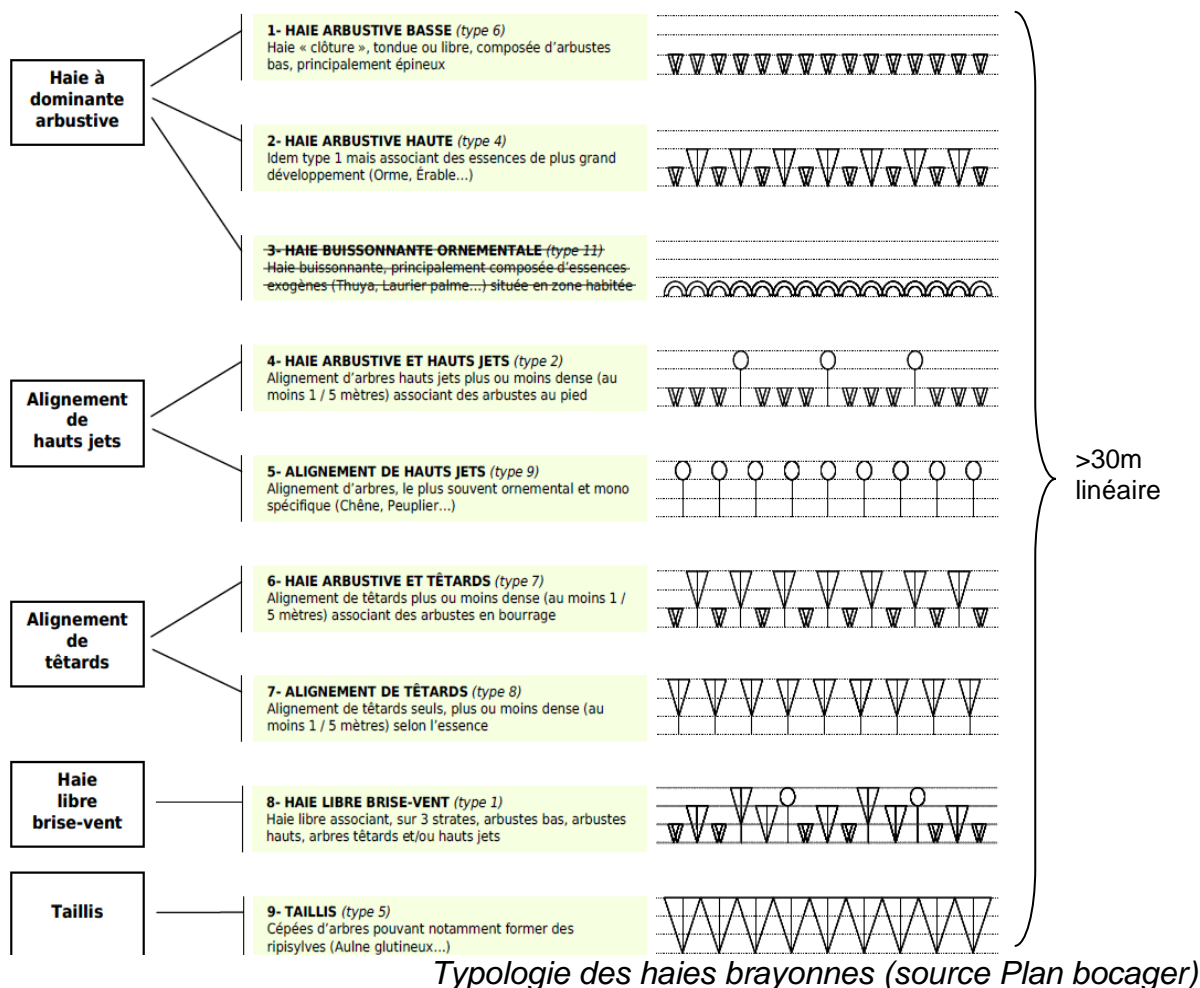 Haie à
dominante
arbustive
1- HAIE ARBUSTIVE BASSE (type 6)
Haie « clôture », tondue ou libre, composée d'arbustes
bas, principalement épineux
2- HAIE ARBUSTIVE HAUTE (type 4)
Idem type 1 mais associant des essences de plus grand
développement (Orme, Érable...)
3- HAIE BUISSONNANTE ORNEMENTALE (type 11)
Haie buissonnante, principalement composée d'essences
exogènes (Thuya, Laurier palme...) située en zone habitée
Alignement
de
hauts jets
4- HAIE ARBUSTIVE ET HAUTS JETS (type 2)
Alignement d'arbres hauts jets plus ou moins dense (au
moins 1 / 5 mètres) associant des arbustes au pied
5- ALIGNEMENT DE HAUTS JETS (type 9)
Alignement d'arbres, le plus souvent ornemental et mono
spécifique (Chêne, Peuplier...)
>30m
linéaire
Alignement
de
têtards
6- HAIE ARBUSTIVE ET TÊTARDS (type 7)
Alignement de têtards plus ou moins dense (au moins 1 /
5 mètres) associant des arbustes en bourrage
7- ALIGNEMENT DE TÊTARDS (type 8)
Alignement de têtards seuls, plus ou moins dense (au
moins 1 / 5 mètres) selon l'essence
Haie
libre
brise-vent
8- HAIE LIBRE BRISE-VENT (type 1)
Haie libre associant, sur 3 strates, arbustes bas, arbustes
hauts, arbres têtards et/ou hauts jets
Taillis
9- TAILLIS (type 5)
Cépées d'arbres pouvant notamment former des
ripisylves (Aulne glutineux...)
Typologie des haies brayonnes (source Plan bocager)